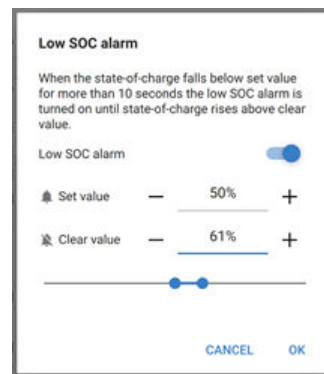 Low SOC alarm
When the state-of-charge falls below set value
for more than 10 seconds the low SOC alarm is
turned on until state-of-charge rises above clear
value.
Low SOC alarm
Set value — 50% +
Clear value — 61% +
CANCEL OK